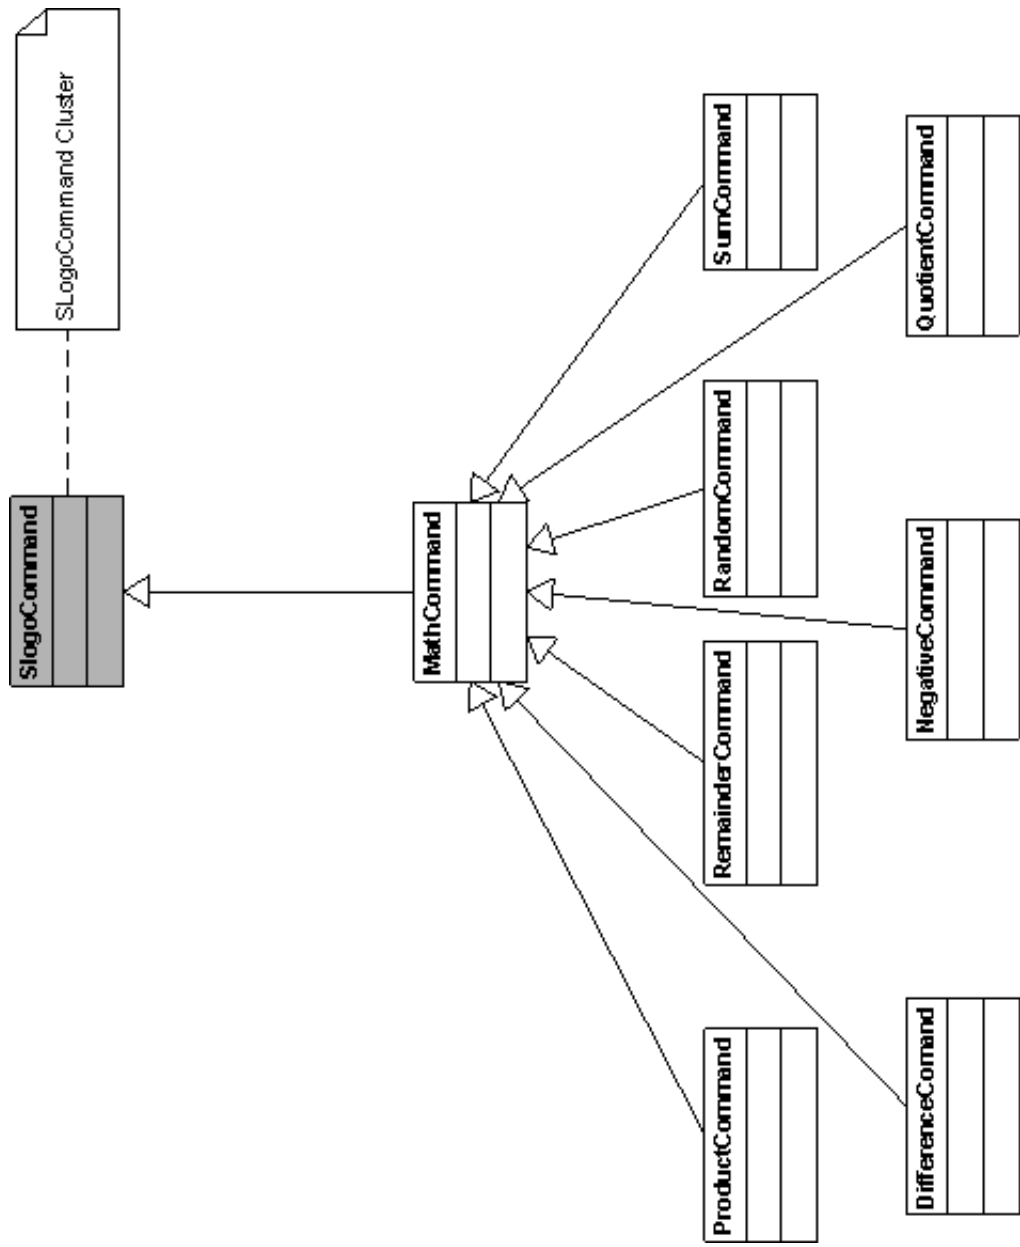 SLogoCommand Cluster
SlogoCommand
MathCommand
ProductCommand
RemainderCommand
RandomCommand
SumCommand
DifferenceComand
NegativeCommand
QuotientCommand